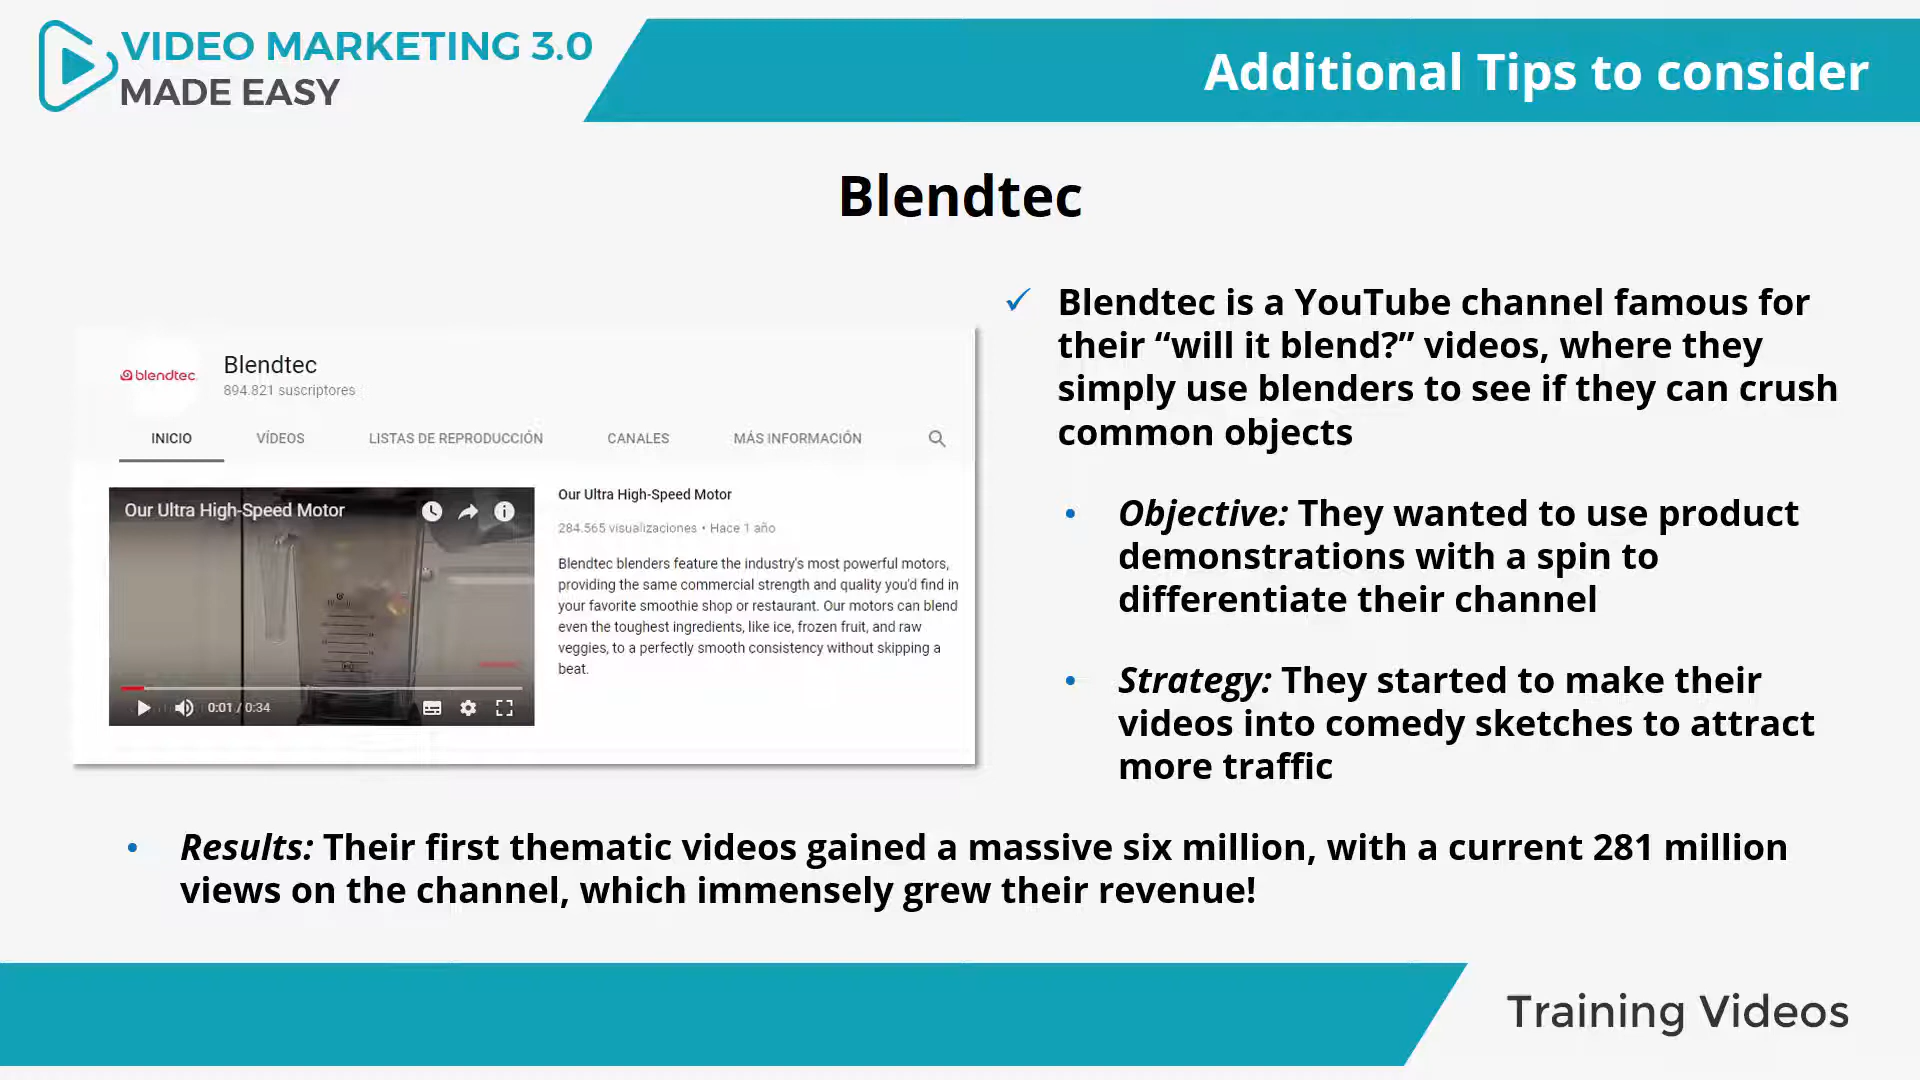 VIDEO MARKETING 3.0
MADE EASY
Additional Tips to consider
Blendtec
blendtec
Blendtec
894.821 suscriptores
INICIO VÍDEOS LISTAS DE REPRODUCCIÓN CANALES MÁS INFORMACIÓN
Our Ultra High-Speed Motor
0:01 / 0:34
Our Ultra High-Speed Motor
284.565 visualizaciones • Hace 1 año
Blendtec blenders feature the industry's most powerful motors,
providing the same commercial strength and quality you'd find in
your favorite smoothie shop or restaurant. Our motors can blend
even the toughest ingredients, like ice, frozen fruit, and raw
veggies, to a perfectly smooth consistency without skipping a
beat.
✓ Blendtec is a YouTube channel famous for
their “will it blend?” videos, where they
simply use blenders to see if they can crush
common objects
• Objective: They wanted to use product
demonstrations with a spin to
differentiate their channel
• Strategy: They started to make their
videos into comedy sketches to attract
more traffic
• Results: Their first thematic videos gained a massive six million, with a current 281 million
views on the channel, which immensely grew their revenue!
Training Videos